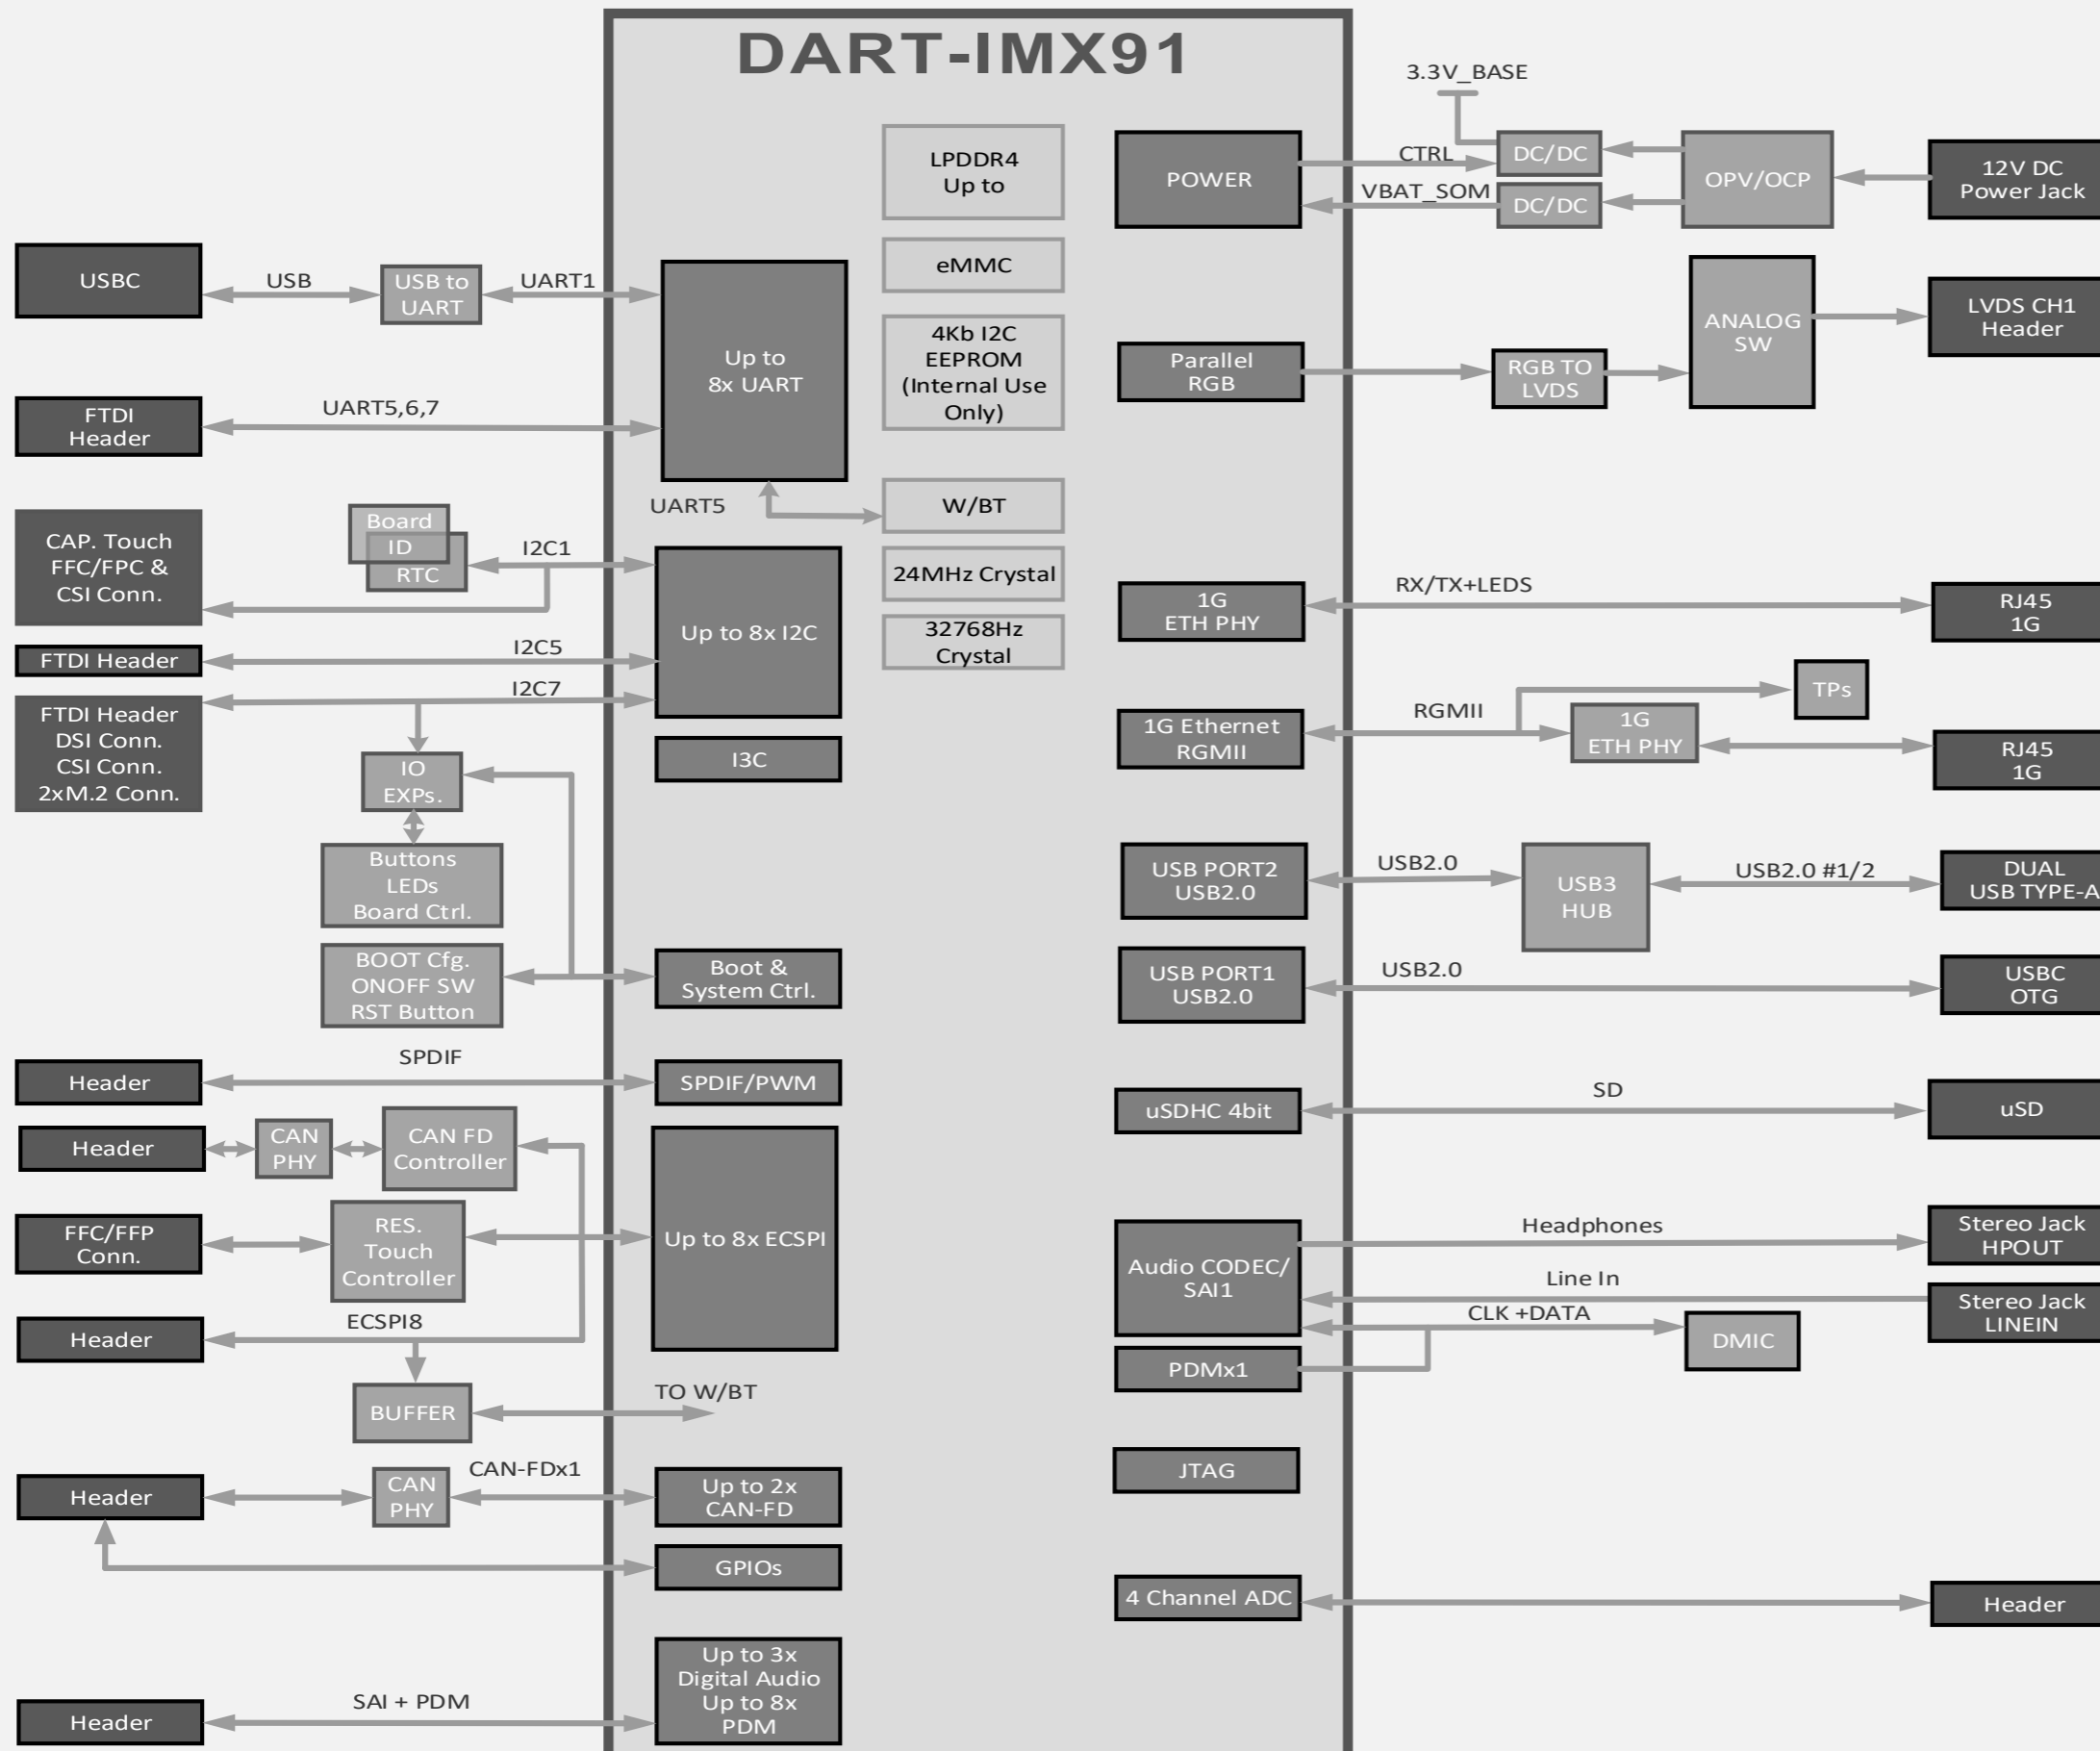 DART-IMX91
LPDDR4
Up to
eMMC
4Kb I2C
EEPROM
(Internal Use
Only)
W/BT
24MHz Crystal
32768Hz
Crystal
USBC
USB
USB to
UART
UART1
Up to
8x UART
FTDI
Header
UART5,6,7
UART5
CAP. Touch
FFC/FPC &
CSI Conn.
Board
ID
RTC
I2C1
Up to 8x I2C
FTDI Header
I2C5
I2C7
FTDI Header
DSI Conn.
CSI Conn.
2xM.2 Conn.
I3C
IO
EXPs.
Buttons
LEDs
Board Ctrl.
BOOT Cfg.
ONOFF SW
RST Button
Boot &
System Ctrl.
Header
SPDIF
SPDIF/PWM
Header
CAN
PHY
CAN FD
Controller
FFC/FFP
Conn.
RES.
Touch
Controller
Up to 8x ECSPI
Header
ECSPI8
BUFFER
TO W/BT
Header
CAN
PHY
CAN-FDx1
Up to 2x
CAN-FD
GPIOs
Header
SAI + PDM
Up to 3x
Digital Audio
Up to 8x
PDM
POWER
3.3V_BASE
CTRL
DC/DC
VBAT_SOM
DC/DC
OPV/OCP
12V DC
Power Jack
Parallel
RGB
RGB TO
LVDS
ANALOG
SW
LVDS CH1
Header
1G
ETH PHY
RX/TX+LEDS
RJ45
1G
1G Ethernet
RGMII
RGMII
TPs
1G
ETH PHY
RJ45
1G
USB PORT2
USB2.0
USB2.0
USB3
HUB
USB2.0 #1/2
DUAL
USB TYPE-A
USB PORT1
USB2.0
USB2.0
USBC
OTG
uSDHC 4bit
SD
uSD
Audio CODEC/
SAI1
Headphones
Stereo Jack
HPOUT
Line In
Stereo Jack
LINEIN
CLK +DATA
DMIC
PDMx1
JTAG
4 Channel ADC
Header